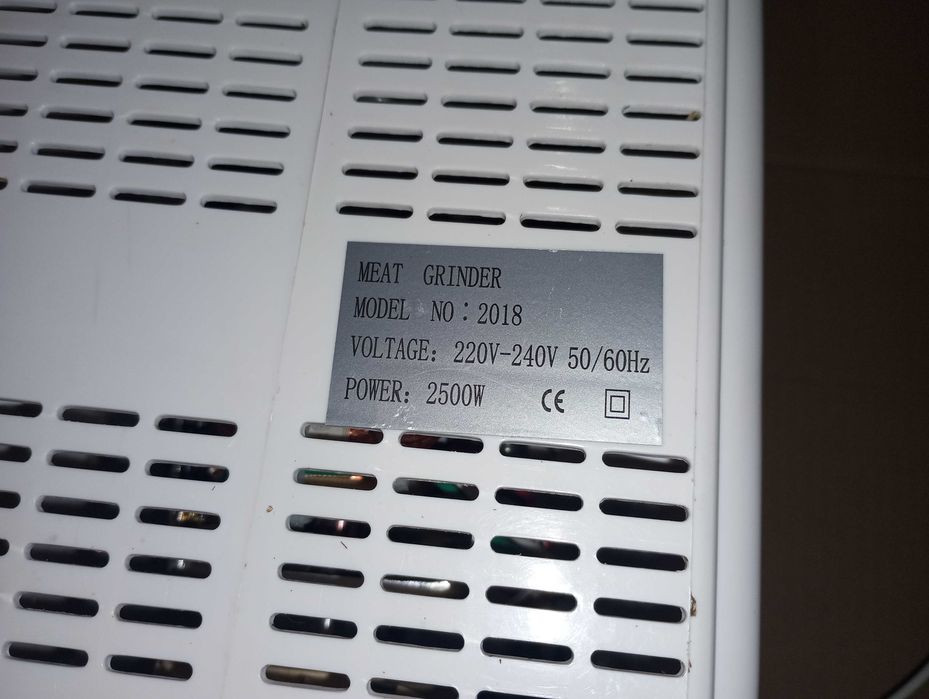 MEAT GRINDER
MODEL NO：2018
VOLTAGE: 220V-240V 50/60Hz
POWER: 2500W CE